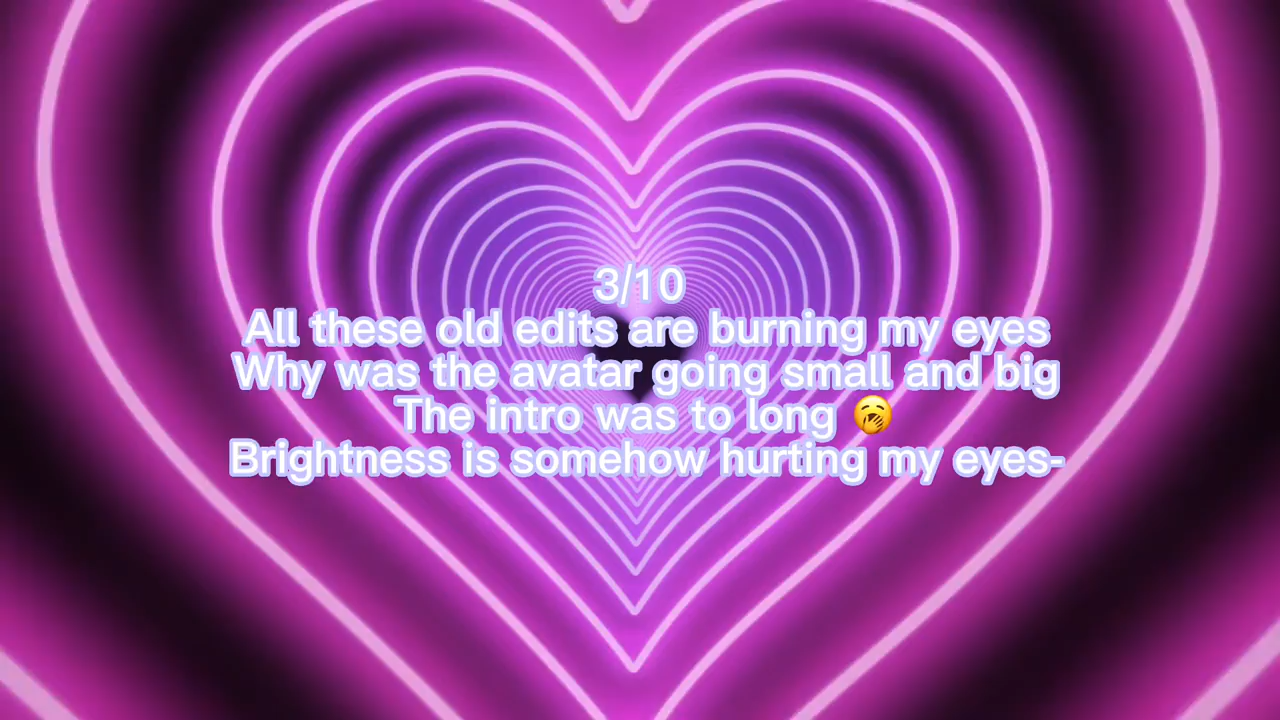 3/10
All these old edits are burning my eyes
Why was the avatar going small and big
The intro was to long 🥱
Brightness is somehow hurting my eyes-